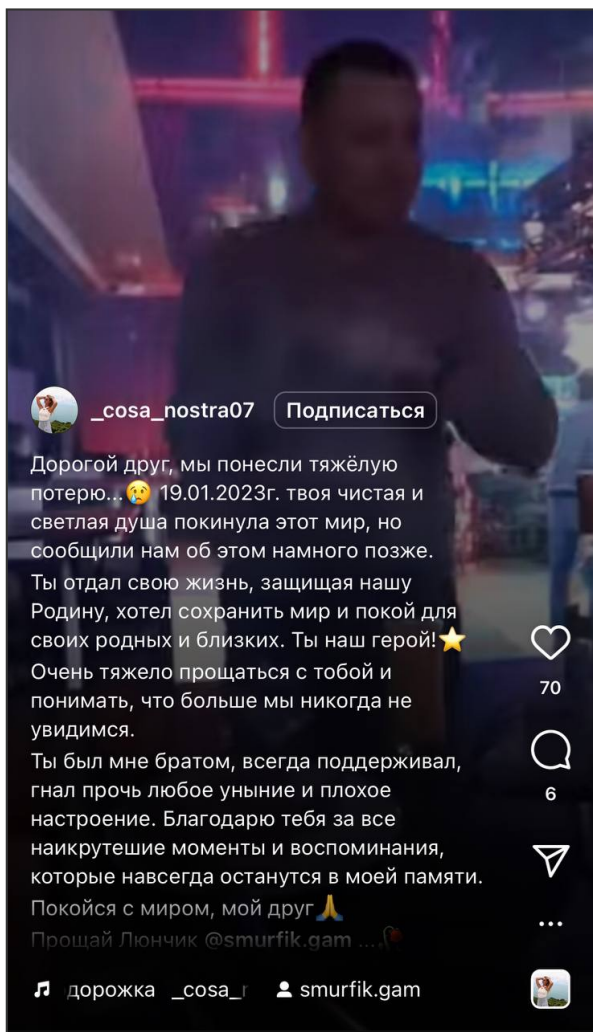 _cosa_nostra07 Подписаться
Дорогой друг, мы понесли тяжёлую
потерю...😢 19.01.2023г. твоя чистая и
светлая душа покинула этот мир, но
сообщили нам об этом намного позже.
Ты отдал свою жизнь, защищая нашу
Родину, хотел сохранить мир и покой для
своих родных и близких. Ты наш герой!⭐
Очень тяжело прощаться с тобой и
понимать, что больше мы никогда не
увидимся.
Ты был мне братом, всегда поддерживал,
гнал прочь любое уныние и плохое
настроение. Благодарю тебя за все
наикрутешие моменты и воспоминания,
которые навсегда останутся в моей памяти.
Покойся с миром, мой друг🙏
Прощай Люнчик @smurfik.gam ....🥀
70
6
дорожка _cosa_ smurfik.gam